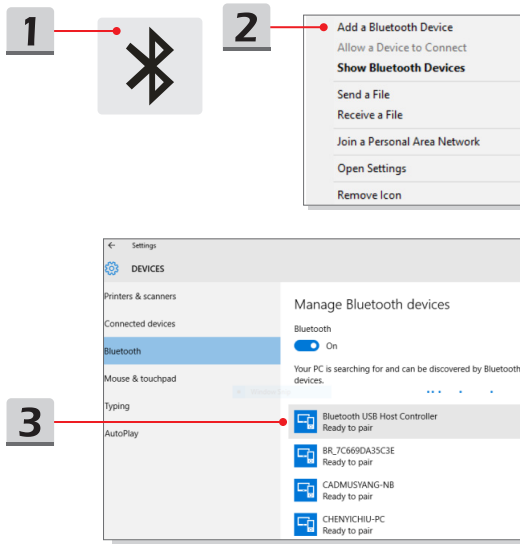 1
2
Add a Bluetooth Device
Allow a Device to Connect
Show Bluetooth Devices
Send a File
Receive a File
Join a Personal Area Network
Open Settings
Remove Icon
← Settings
DEVICES
Printers & scanners
Connected devices
Bluetooth
Mouse & touchpad
Typing
AutoPlay
Manage Bluetooth devices
Bluetooth
On
Your PC is searching for and can be discovered by Bluetooth
devices.
3
Bluetooth USB Host Controller
Ready to pair
BR_7C669DA35C3E
Ready to pair
CADMUSYANG-NB
Ready to pair
CHENYICHIU-PC
Ready to pair